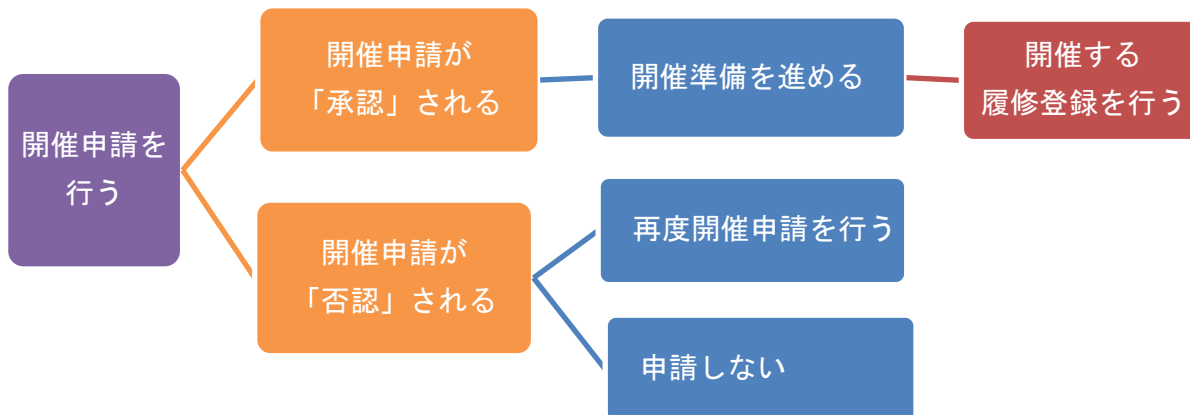 開催申請を
行う
開催申請が
「承認」される
開催準備を進める
開催する
履修登録を行う
開催申請が
「否認」される
再度開催申請を行う
申請しない